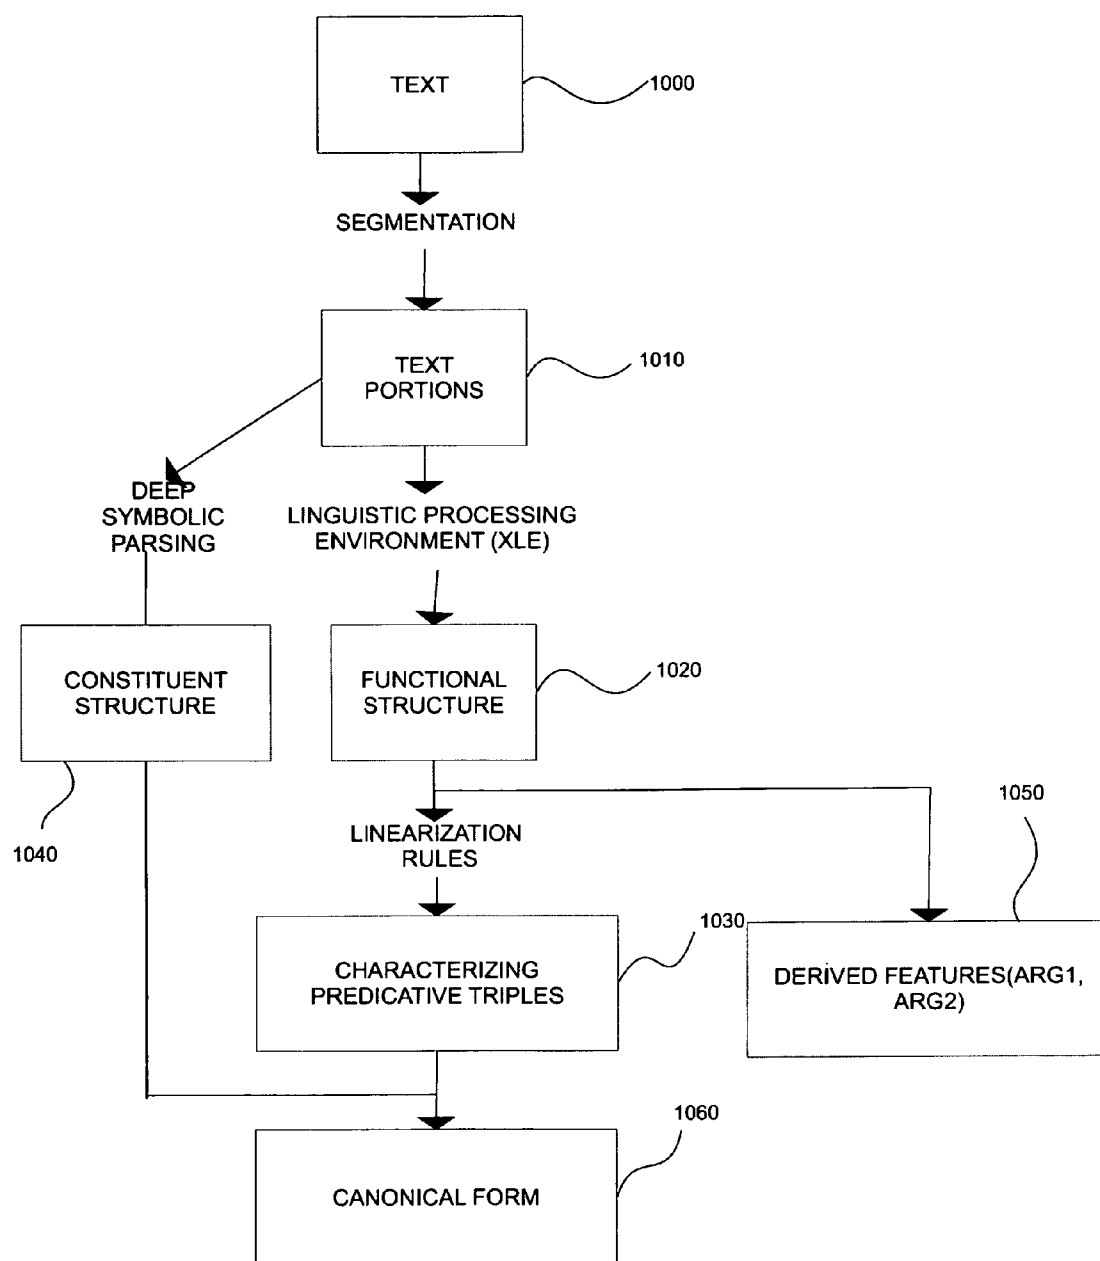 TEXT
1000
SEGMENTATION
TEXT
PORTIONS
1010
DEEP
SYMBOLIC
PARSING
LINGUISTIC PROCESSING
ENVIRONMENT (XLE)
CONSTITUENT
STRUCTURE
FUNCTIONAL
STRUCTURE
1020
1040
LINEARIZATION
RULES
1050
CHARACTERIZING
PREDICATIVE TRIPLES
1030
DERIVED FEATURES(ARG1,
ARG2)
CANONICAL FORM
1060